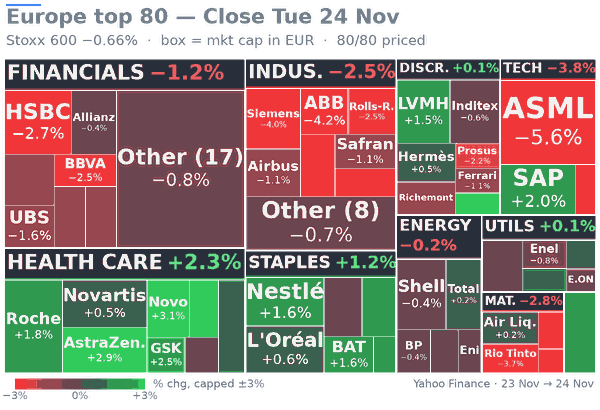 Europe top 80 — Close Tue 24 Nov
Stoxx 600 −0.66% · box = mkt cap in EUR · 80/80 priced
FINANCIALS −1.2%
HSBC
−2.7%
Allianz
−0.4%
BBVA
−2.5%
UBS
−1.6%
Other (17)
−0.8%
INDUS. −2.5%
Siemens
−4.0%
ABB
−4.2%
Rolls-R.
−2.5%
Airbus
−1.1%
Safran
−1.1%
Other (8)
−0.7%
DISCR. +0.1%
LVMH
+1.5%
Inditex
−0.6%
Hermès
+0.5%
Prosus
−2.2%
Ferrari
−1.1%
Richemont
TECH −3.8%
ASML
−5.6%
SAP
+2.0%
HEALTH CARE +2.3%
Roche
+1.8%
Novartis
+0.5%
AstraZen.
+2.9%
Novo
+3.1%
GSK
+2.5%
STAPLES +1.2%
Nestlé
+1.6%
L'Oréal
+0.6%
BAT
+1.6%
ENERGY
−0.2%
Shell
−0.4%
Total
+0.2%
BP
−0.4%
Eni
UTILS +0.1%
Enel
−0.8%
E.ON
MAT. −2.8%
Air Liq.
+0.2%
Rio Tinto
−3.7%
−3%
0%
+3%
% chg, capped ±3%
Yahoo Finance · 23 Nov → 24 Nov